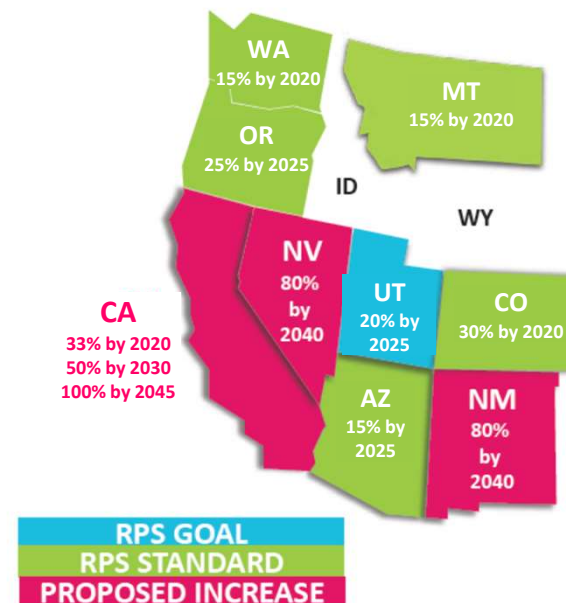 WA
15% by 2020
MT
15% by 2020
OR
25% by 2025
ID
WY
NV
80%
by
2040
UT
20% by
2025
CO
30% by 2020
CA
33% by 2020
50% by 2030
100% by 2045
AZ
15% by
2025
NM
80%
by
2040
RPS GOAL
RPS STANDARD
PROPOSED INCREASE